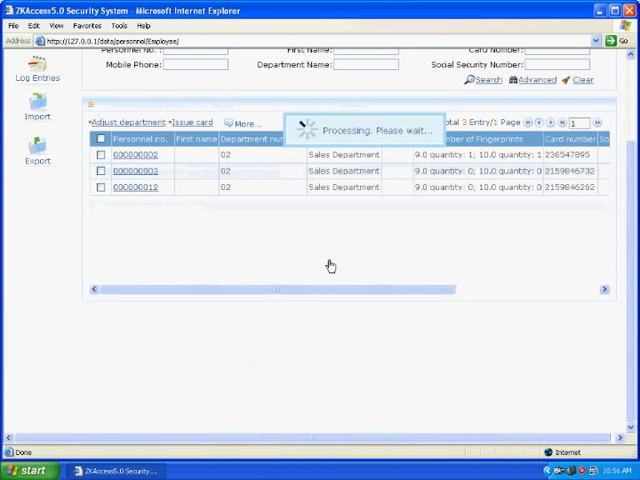 ZKAccess5.0 Security System - Microsoft Internet Explorer
File Edit View Favorites Tools Help
Address http://127.0.0.1/data/personnel/Employee/ Go
Personnel No. : First Name: Card Number:
Mobile Phone: Department Name: Social Security Number:
Log Entries
Search Advanced Clear
Import
Adjust department Issue card More... Total 3 Entry/1 Page 1
Processing. Please wait...
Personnel no. First name Department num of Fingerprints Card number So
000000002 02 Sales Department 9.0 quantity: 1; 10.0 quantity: 1 236547895
Export
000000003 02 Sales Department 9.0 quantity: 0; 10.0 quantity: 0 2159846732
000000012 02 Sales Department 9.0 quantity: 0; 10.0 quantity: 0 2159846262
Done Internet
start ZKAccess5.0 Security... 10:56 AM